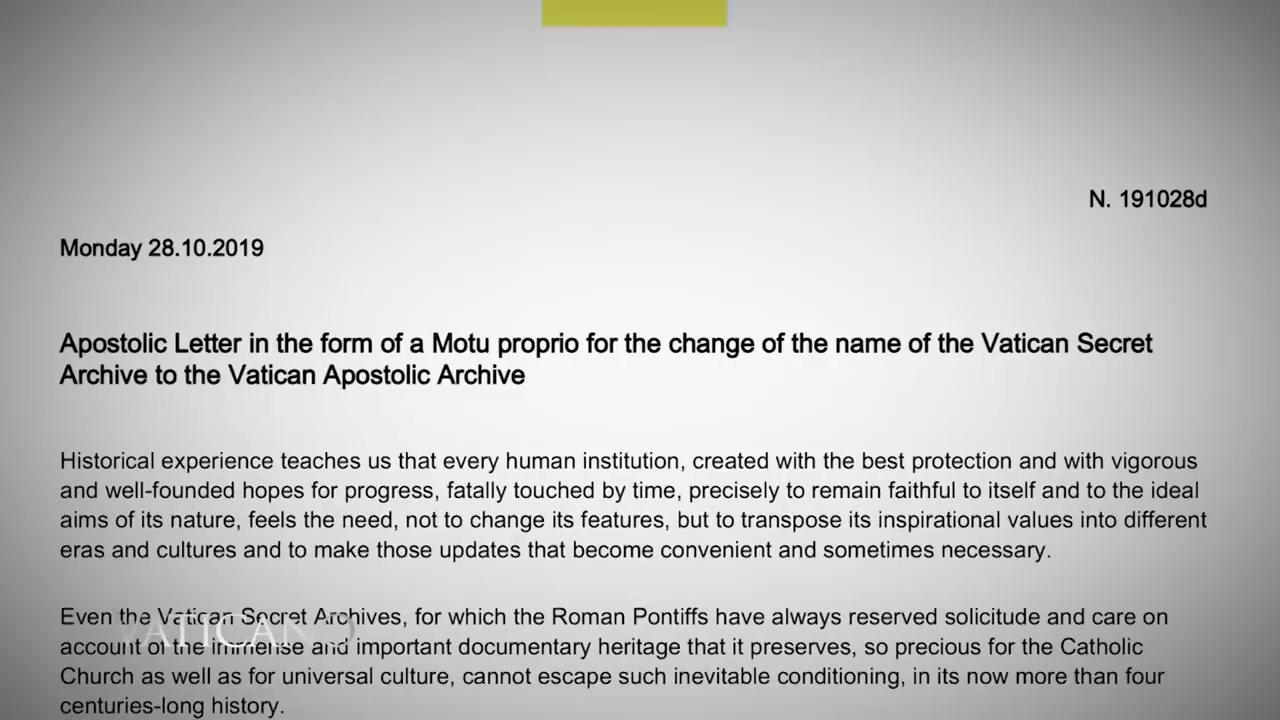 N. 191028d
Monday 28.10.2019
Apostolic Letter in the form of a Motu proprio for the change of the name of the Vatican Secret
Archive to the Vatican Apostolic Archive
Historical experience teaches us that every human institution, created with the best protection and with vigorous
and well-founded hopes for progress, fatally touched by time, precisely to remain faithful to itself and to the ideal
aims of its nature, feels the need, not to change its features, but to transpose its inspirational values into different
eras and cultures and to make those updates that become convenient and sometimes necessary.
Even the Vatican Secret Archives, for which the Roman Pontiffs have always reserved solicitude and care on
VATICANO
account of the immense and important documentary heritage that it preserves, so precious for the Catholic
Church as well as for universal culture, cannot escape such inevitable conditioning, in its now more than four
centuries-long history.